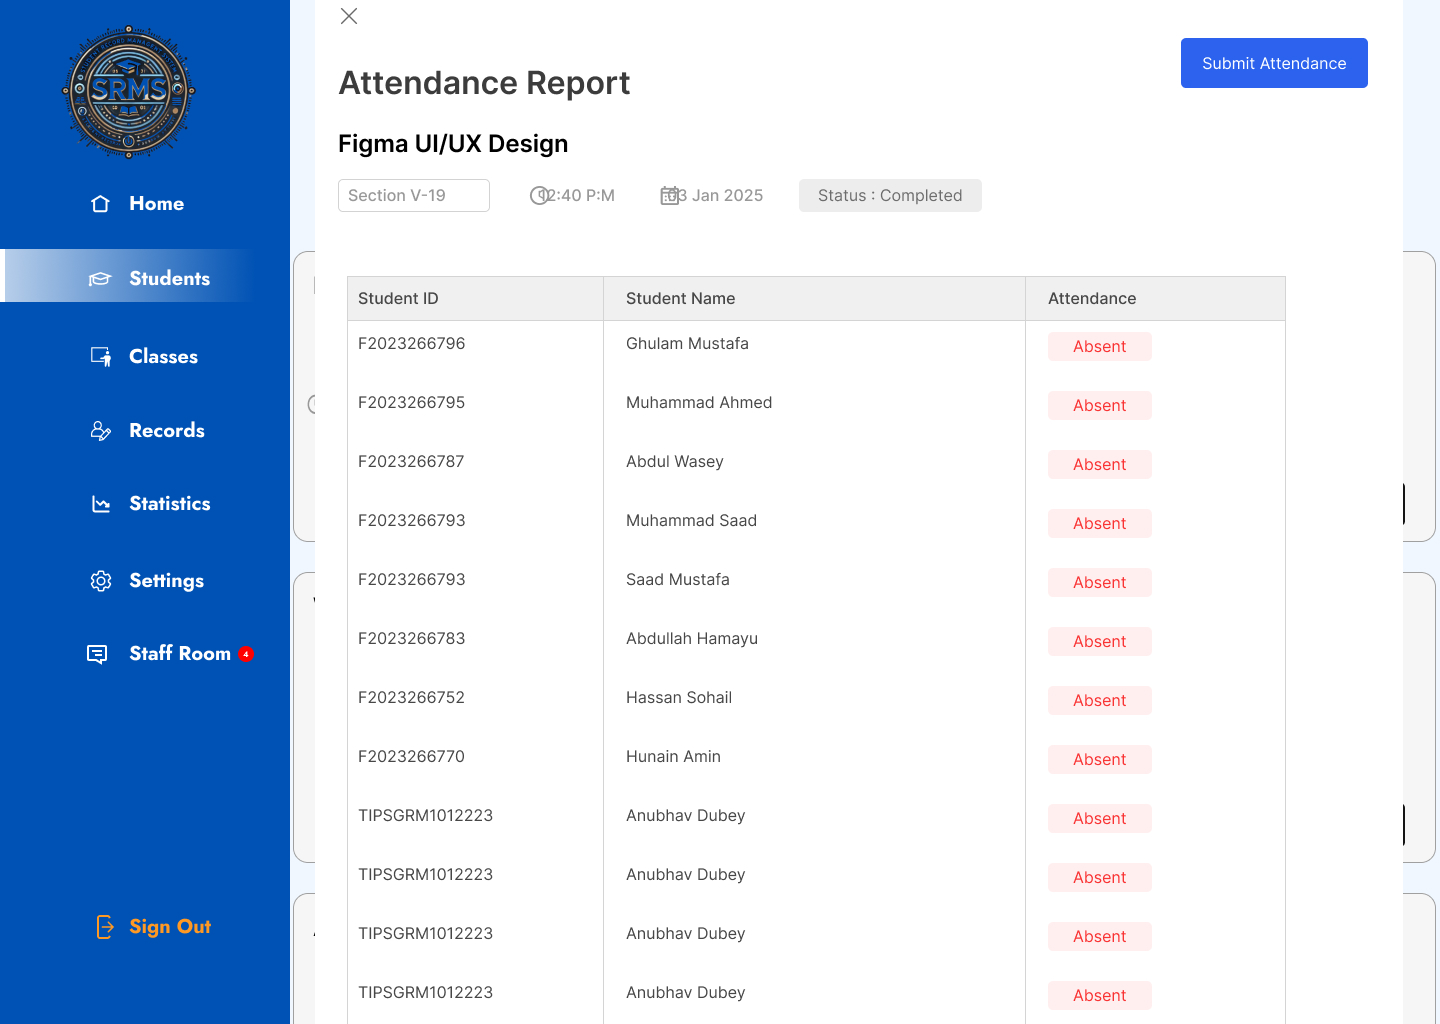 SRMS
Home
Students
Classes
Records
Statistics
Settings
Staff Room 4
Sign Out
Submit Attendance
Attendance Report
Figma UI/UX Design
Section V-19
12:40 P:M
03 Jan 2025
Status : Completed
Student ID Student Name Attendance
F2023266796 Ghulam Mustafa Absent
F2023266795 Muhammad Ahmed Absent
F2023266787 Abdul Wasey Absent
F2023266793 Muhammad Saad Absent
F2023266793 Saad Mustafa Absent
F2023266783 Abdullah Hamayu Absent
F2023266752 Hassan Sohail Absent
F2023266770 Hunain Amin Absent
TIPSGRM1012223 Anubhav Dubey Absent
TIPSGRM1012223 Anubhav Dubey Absent
TIPSGRM1012223 Anubhav Dubey Absent
TIPSGRM1012223 Anubhav Dubey Absent